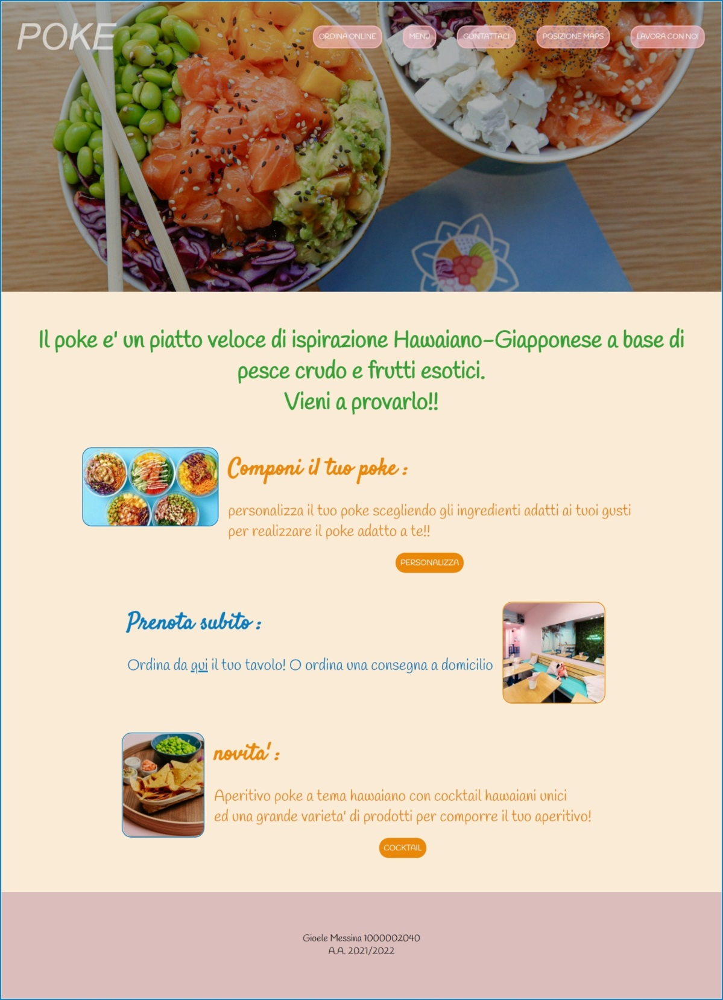 POKE
ORDINA ONLINE
MENÙ
CONTATTACI
POSIZIONE MAPS
LAVORA CON NOI
Il poke e' un piatto veloce di ispirazione Hawaiano-Giapponese a base di
pesce crudo e frutti esotici.
Vieni a provarlo!!
Componi il tuo poke :
personalizza il tuo poke scegliendo gli ingredienti adatti ai tuoi gusti
per realizzare il poke adatto a te!!
PERSONALIZZA
Prenota subito :
Ordina da qui il tuo tavolo! O ordina una consegna a domicilio
novita' :
Aperitivo poke a tema hawaiano con cocktail hawaiani unici
ed una grande varieta' di prodotti per comporre il tuo aperitivo!
COCKTAIL
Gioele Messina 1000002040
A.A. 2021/2022